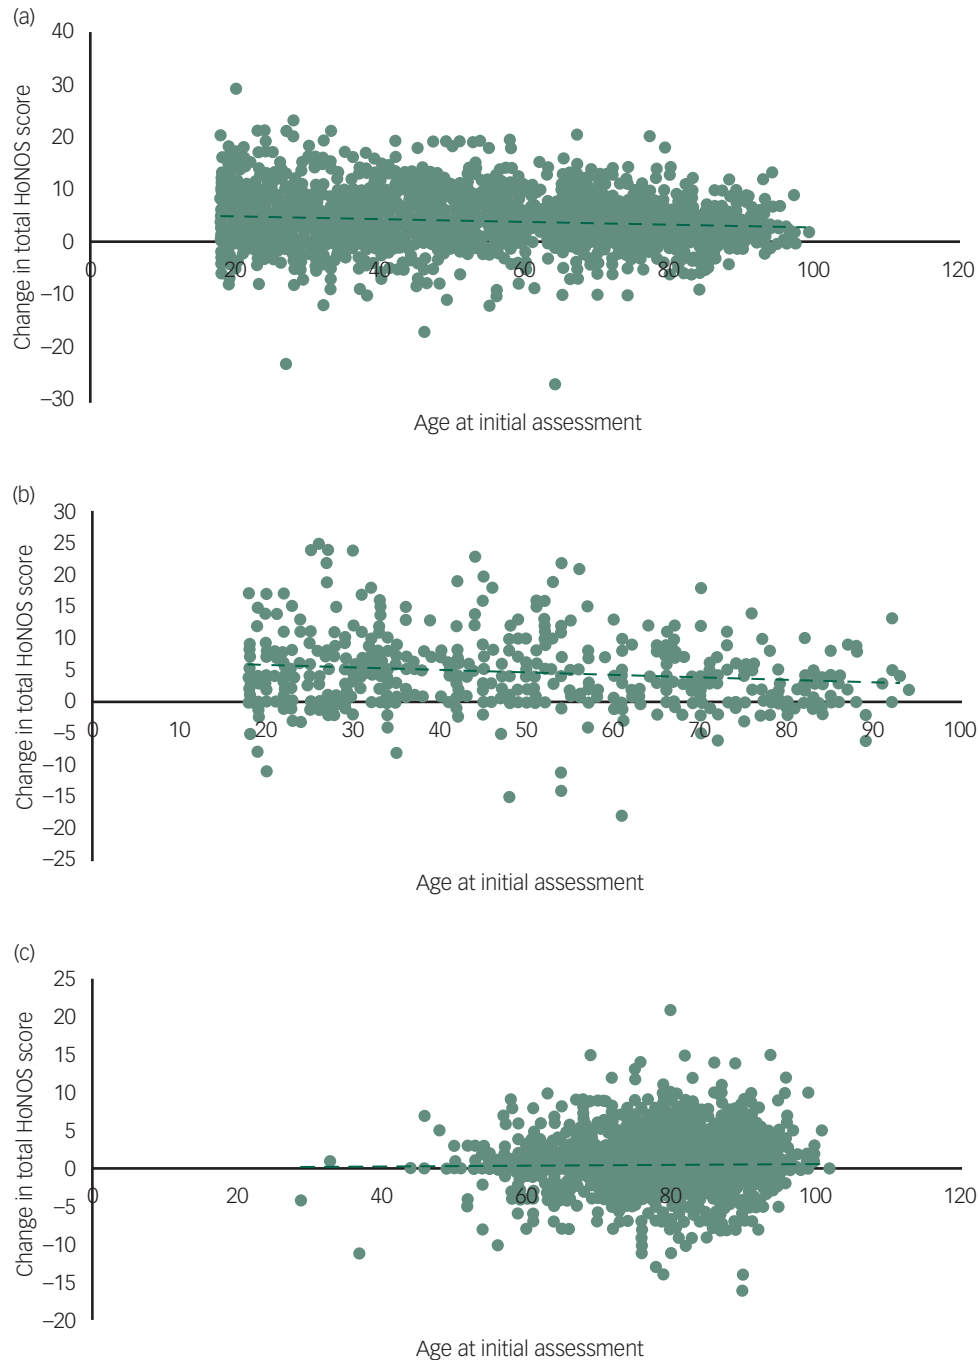 (a)
40
30
20
10
0
–10
–20
–30
Change in total HoNOS score
0 20 40 60 80 100 120
Age at initial assessment
(b)
30
25
20
15
10
5
0
–5
–10
–15
–20
–25
Change in total HoNOS score
0 10 20 30 40 50 60 70 80 90 100
Age at initial assessment
(c)
25
20
15
10
5
0
–5
–10
–15
–20
Change in total HoNOS score
0 20 40 60 80 100 120
Age at initial assessment